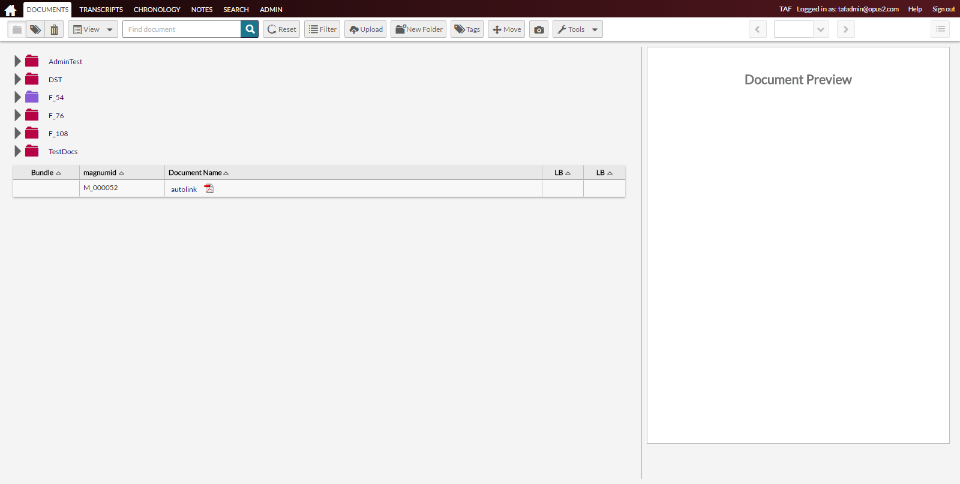 DOCUMENTS TRANSCRIPTS CHRONOLOGY NOTES SEARCH ADMIN TAF Logged in as: tafadmin@opus2.com Help Sign out
View Find document Reset Filter Upload New Folder Tags Move Tools
AdminTest
DST
F_54
F_76
F_108
TestDocs
Bundle magnumid Document Name LB LB
M_000052 autolink
Document Preview